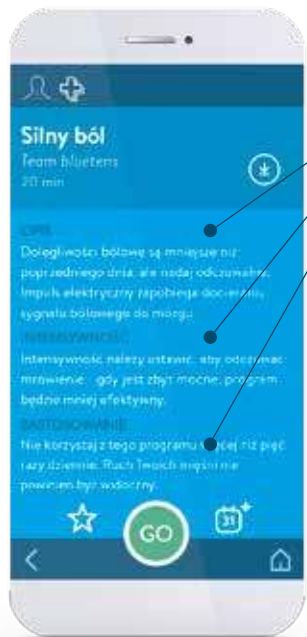 Silny ból
Team bluetens
20 min
OPIS
Dolegliwości bólowe są mniejsze niż
poprzedniego dnia, ale nadal odczuwalne.
Impuls elektryczny zapobiega docieraniu
sygnału bólowego do mózgu.
INTENSYWNOŚĆ
Intensywność należy ustawić, aby odczuwać
mrowienie - gdy jest zbyt mocne, program
będzie mniej efektywny.
ZASTOSOWANIE
Nie korzystaj z tego programu więcej niż pięć
razy dziennie. Ruch Twoich mięśni nie
powinien być widoczny.
GO
31